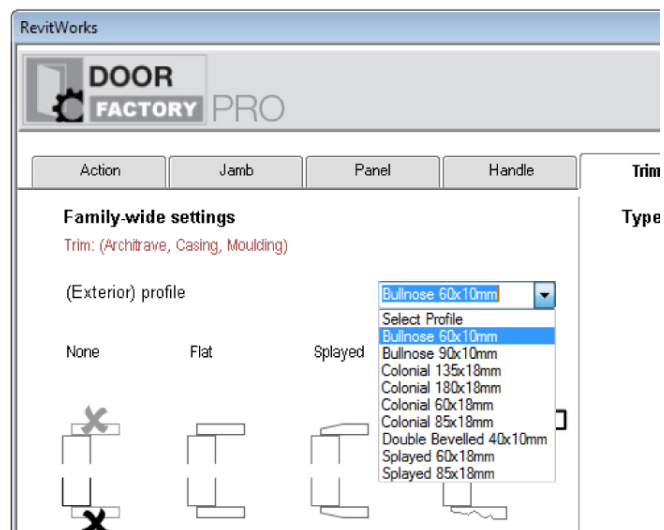 RevitWorks
DOOR
FACTORY PRO
Action Jamb Panel Handle Trim
Family-wide settings Type
Trim: (Architrave, Casing, Moulding)
(Exterior) profile Bullnose 60x10mm
Select Profile
Bullnose 60x10mm
None Flat Splayed Bullnose 90x10mm
Colonial 135x18mm
Colonial 180x18mm
Colonial 60x18mm
Colonial 85x18mm
Double Bevelled 40x10mm
Splayed 60x18mm
Splayed 85x18mm